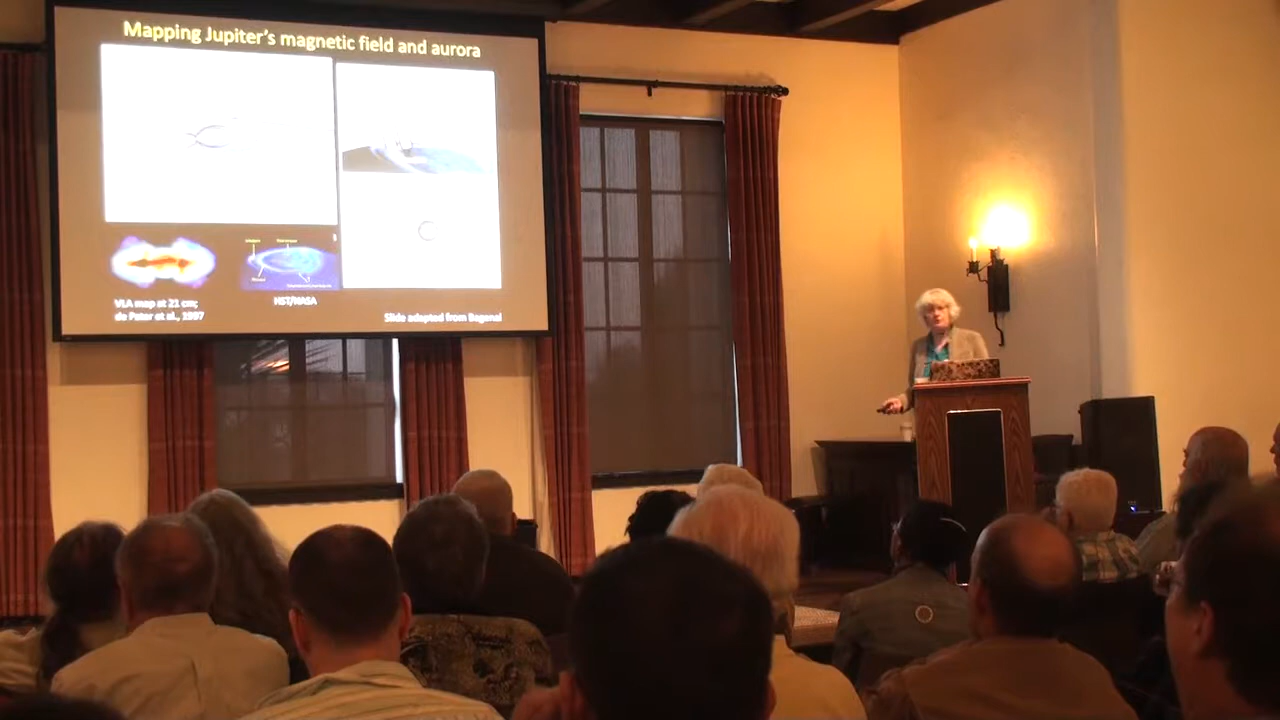 Mapping Jupiter's magnetic field and aurora
VLA map at 21 cm;
de Pater et al., 1997
HST/NASA
Slide adapted from Bagenal